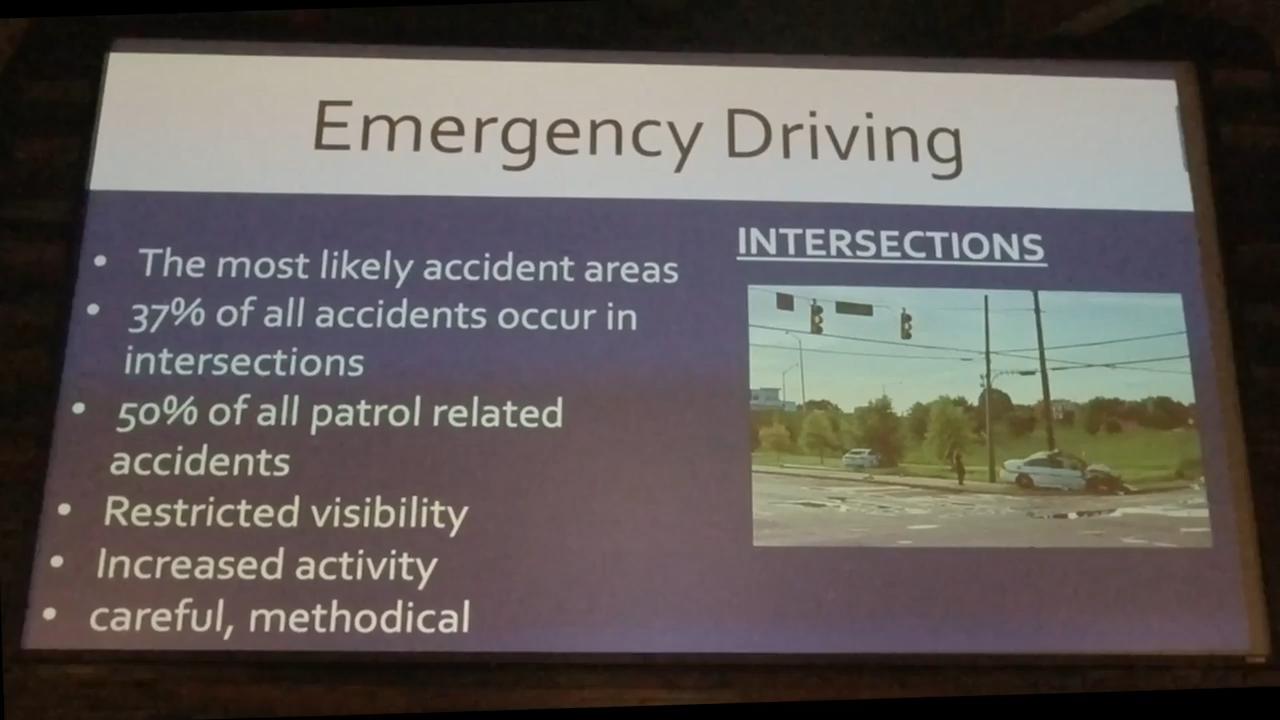 Emergency Driving
• The most likely accident areas
• 37% of all accidents occur in
intersections
• 50% of all patrol related
accidents
• Restricted visibility
• Increased activity
• careful, methodical
INTERSECTIONS